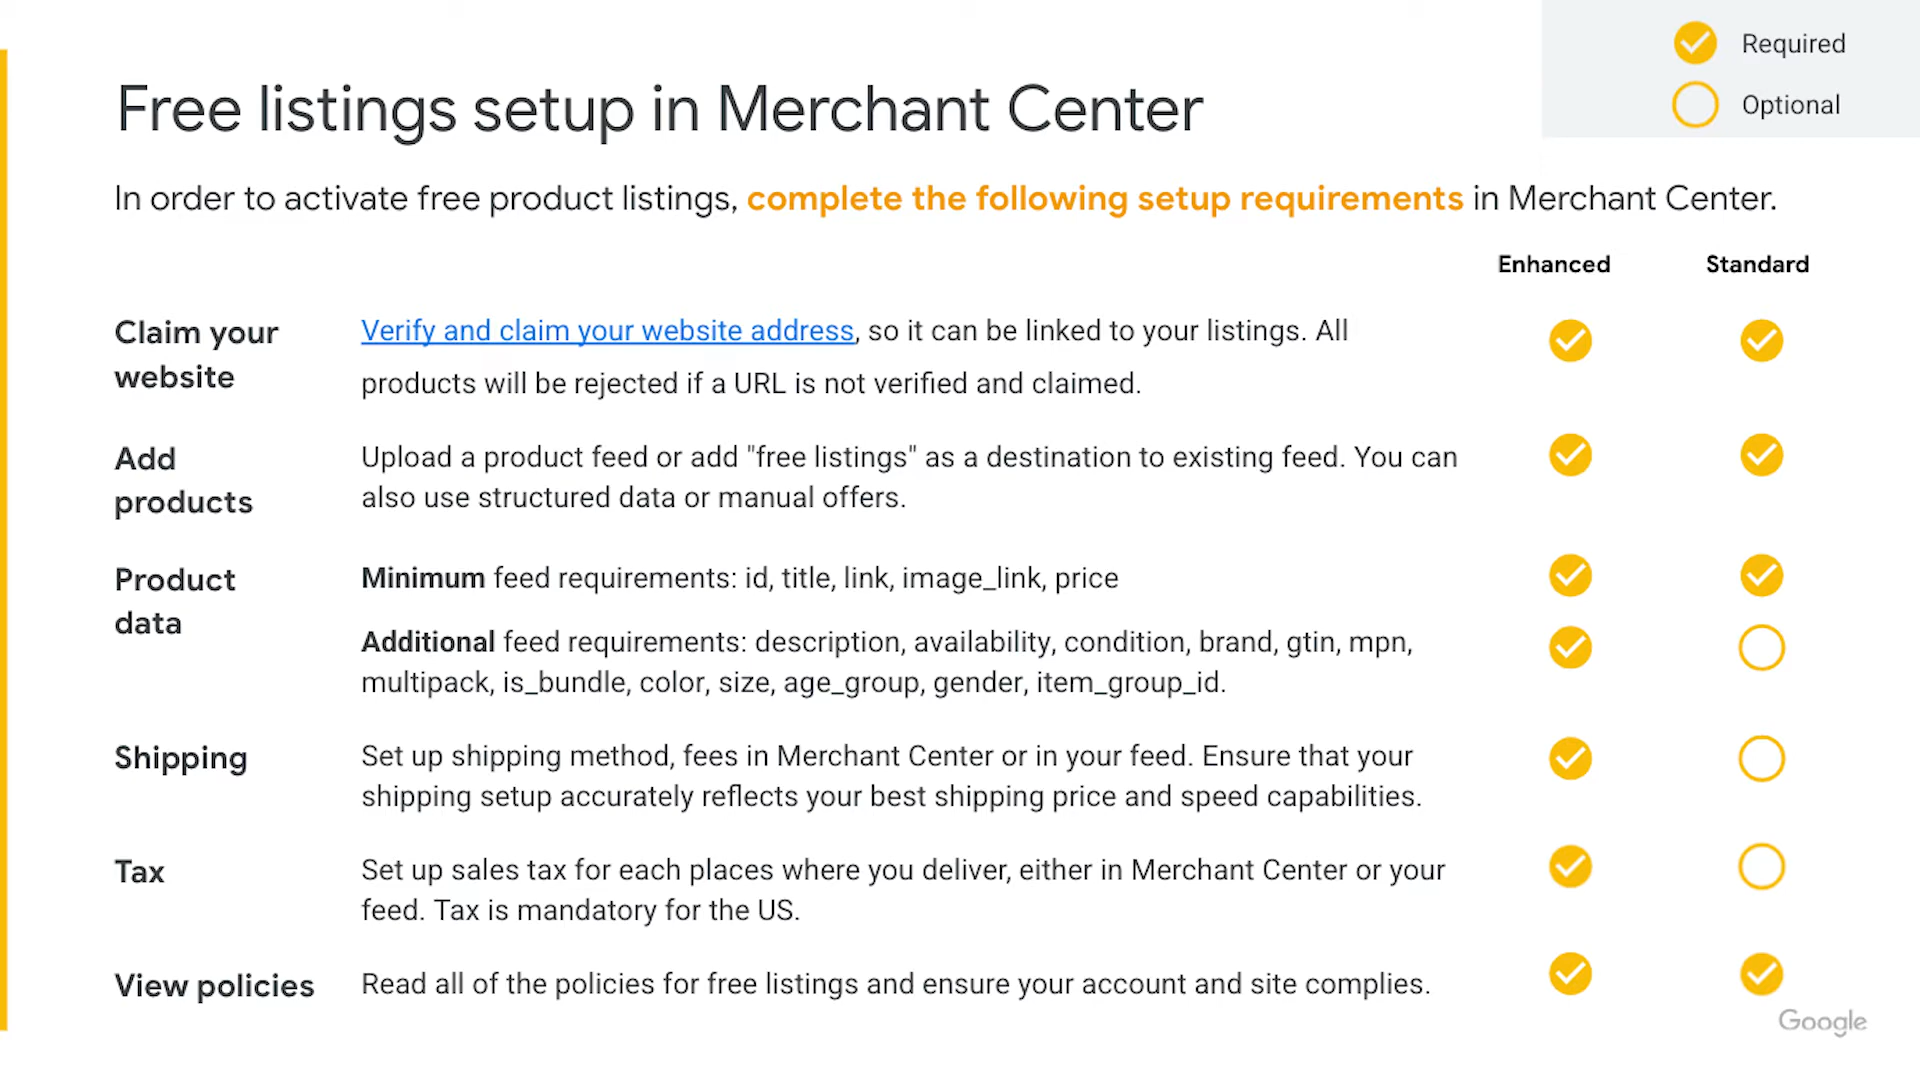 Required
Optional
Free listings setup in Merchant Center
In order to activate free product listings, complete the following setup requirements in Merchant Center.
Enhanced Standard
Claim your
website
Verify and claim your website address, so it can be linked to your listings. All
products will be rejected if a URL is not verified and claimed.
Add
products
Upload a product feed or add "free listings" as a destination to existing feed. You can
also use structured data or manual offers.
Product
data
Minimum feed requirements: id, title, link, image_link, price
Additional feed requirements: description, availability, condition, brand, gtin, mpn,
multipack, is_bundle, color, size, age_group, gender, item_group_id.
Shipping
Set up shipping method, fees in Merchant Center or in your feed. Ensure that your
shipping setup accurately reflects your best shipping price and speed capabilities.
Tax
Set up sales tax for each places where you deliver, either in Merchant Center or your
feed. Tax is mandatory for the US.
View policies
Read all of the policies for free listings and ensure your account and site complies.
Google